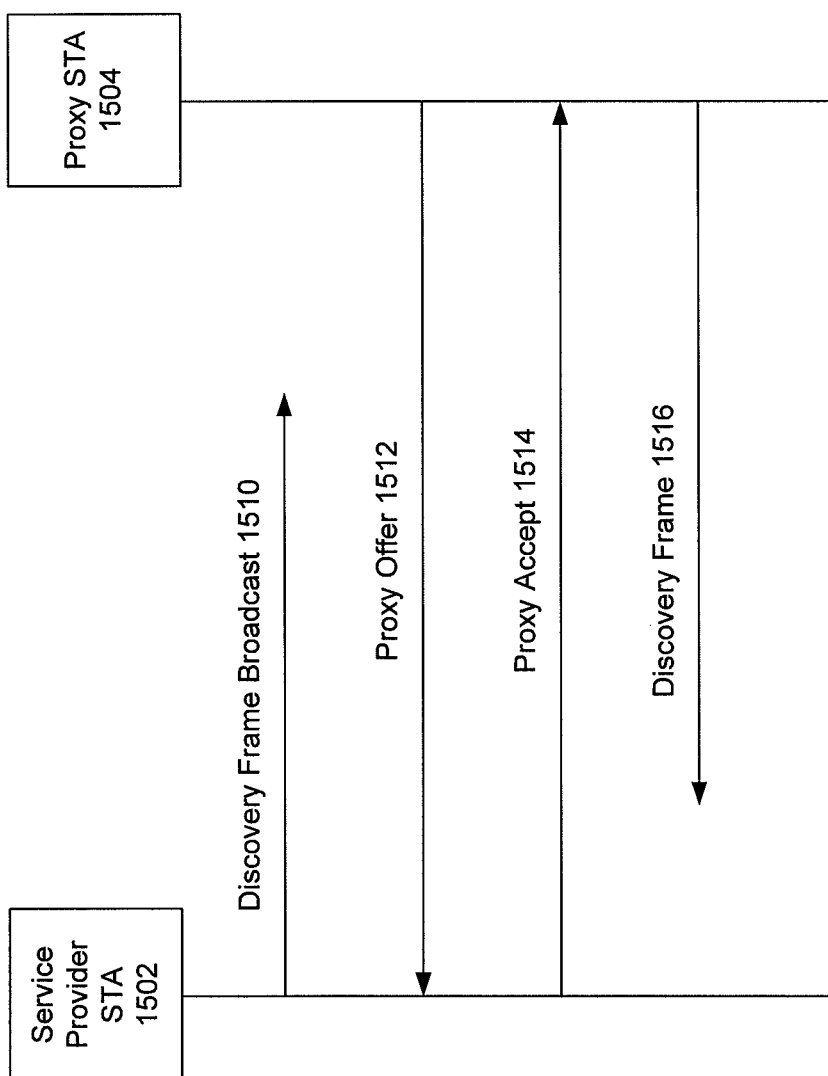 Service
Provider
STA
1502
Proxy STA
1504
Discovery Frame Broadcast 1510
Proxy Offer 1512
Proxy Accept 1514
Discovery Frame 1516